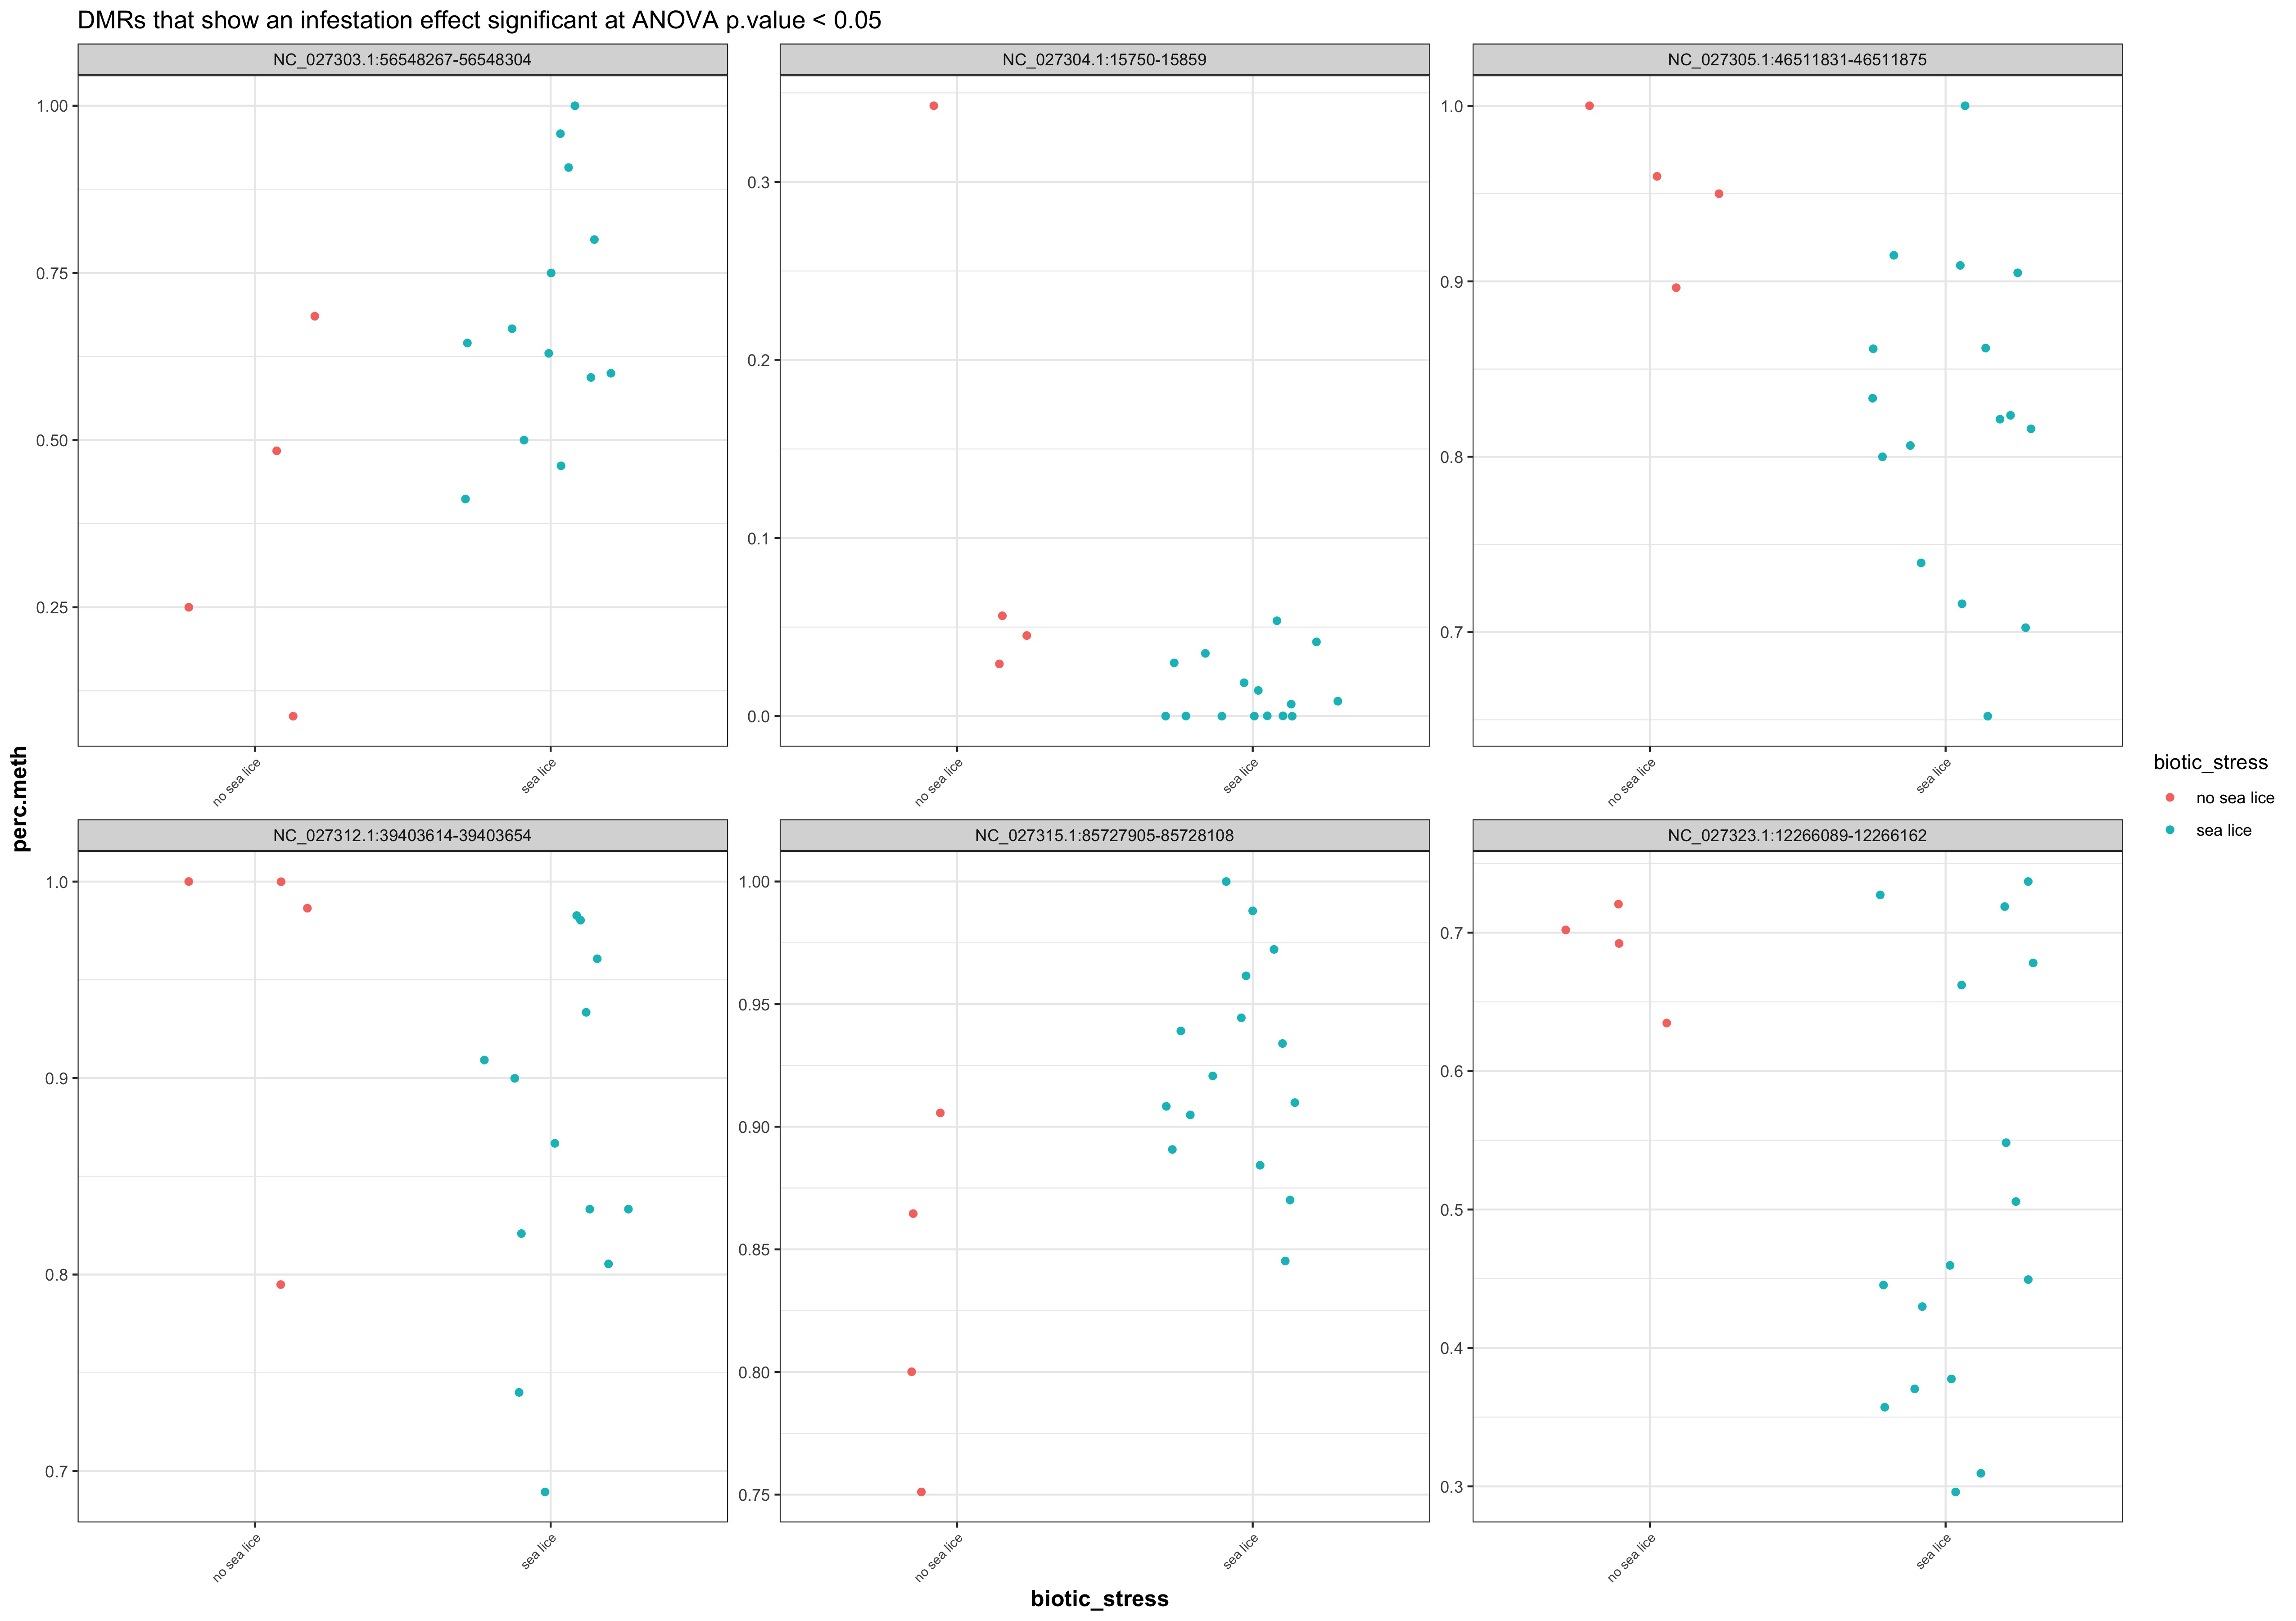 DMRs that show an infestation effect significant at ANOVA p.value < 0.05
NC_027303.1:56548267-56548304
NC_027304.1:15750-15859
NC_027305.1:46511831-46511875
1.00
0.75
0.50
0.25
0.3
0.2
0.1
0.0
1.0
0.9
0.8
0.7
no sea lice
sea lice
no sea lice
sea lice
no sea lice
sea lice
perc.meth
biotic_stress
no sea lice
sea lice
NC_027312.1:39403614-39403654
NC_027315.1:85727905-85728108
NC_027323.1:12266089-12266162
1.0
0.9
0.8
0.7
1.00
0.95
0.90
0.85
0.80
0.75
0.7
0.6
0.5
0.4
0.3
no sea lice
sea lice
no sea lice
sea lice
no sea lice
sea lice
biotic_stress